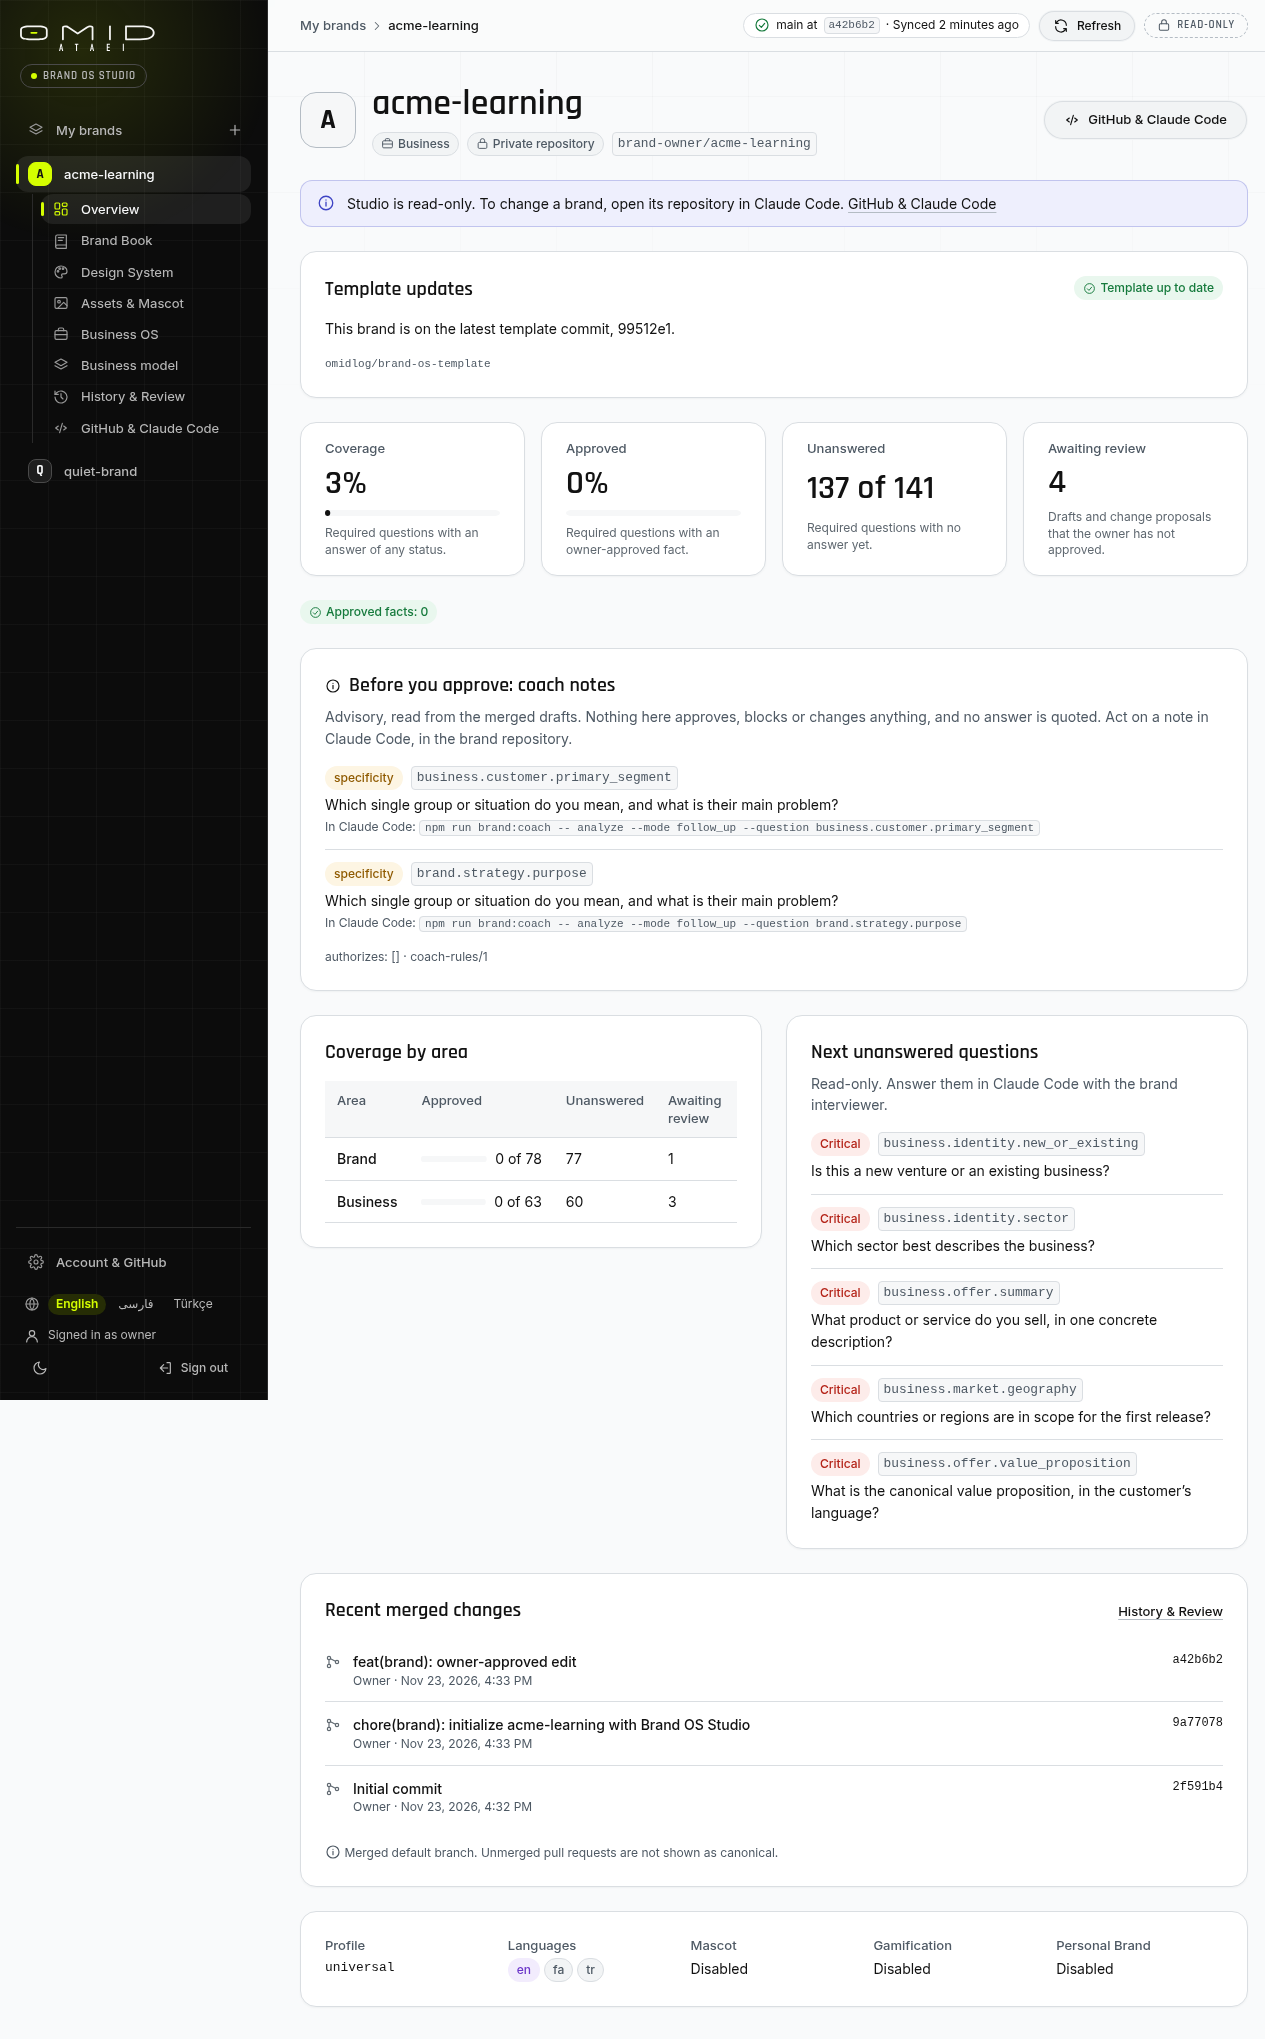 OMID
ATAEI
BRAND OS STUDIO
My brands
A acme-learning
Overview
Brand Book
Design System
Assets & Mascot
Business OS
Business model
History & Review
GitHub & Claude Code
Q quiet-brand
Account & GitHub
English فارسی Türkçe
Signed in as owner
Sign out
My brands > acme-learning
main at a42b6b2 · Synced 2 minutes ago
Refresh
READ-ONLY
A
acme-learning
Business Private repository brand-owner/acme-learning
GitHub & Claude Code
Studio is read-only. To change a brand, open its repository in Claude Code. GitHub & Claude Code
Template updates
Template up to date
This brand is on the latest template commit, 99512e1.
omidlog/brand-os-template
Coverage
3%
Required questions with an
answer of any status.
Approved
0%
Required questions with an
owner-approved fact.
Unanswered
137 of 141
Required questions with no
answer yet.
Awaiting review
4
Drafts and change proposals
that the owner has not
approved.
Approved facts: 0
Before you approve: coach notes
Advisory, read from the merged drafts. Nothing here approves, blocks or changes anything, and no answer is quoted. Act on a note in
Claude Code, in the brand repository.
specificity business.customer.primary_segment
Which single group or situation do you mean, and what is their main problem?
In Claude Code: npm run brand:coach -- analyze --mode follow_up --question business.customer.primary_segment
specificity brand.strategy.purpose
Which single group or situation do you mean, and what is their main problem?
In Claude Code: npm run brand:coach -- analyze --mode follow_up --question brand.strategy.purpose
authorizes: [] · coach-rules/1
Coverage by area
Area Approved Unanswered Awaiting
review
Brand 0 of 78 77 1
Business 0 of 63 60 3
Next unanswered questions
Read-only. Answer them in Claude Code with the brand
interviewer.
Critical business.identity.new_or_existing
Is this a new venture or an existing business?
Critical business.identity.sector
Which sector best describes the business?
Critical business.offer.summary
What product or service do you sell, in one concrete
description?
Critical business.market.geography
Which countries or regions are in scope for the first release?
Critical business.offer.value_proposition
What is the canonical value proposition, in the customer’s
language?
Recent merged changes
History & Review
feat(brand): owner-approved edit a42b6b2
Owner · Nov 23, 2026, 4:33 PM
chore(brand): initialize acme-learning with Brand OS Studio 9a77078
Owner · Nov 23, 2026, 4:33 PM
Initial commit 2f591b4
Owner · Nov 23, 2026, 4:32 PM
Merged default branch. Unmerged pull requests are not shown as canonical.
Profile
universal
Languages
en fa tr
Mascot
Disabled
Gamification
Disabled
Personal Brand
Disabled